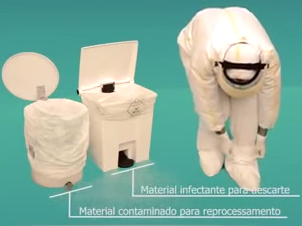 Material infectante para descarte
Material contaminado para reprocessamento